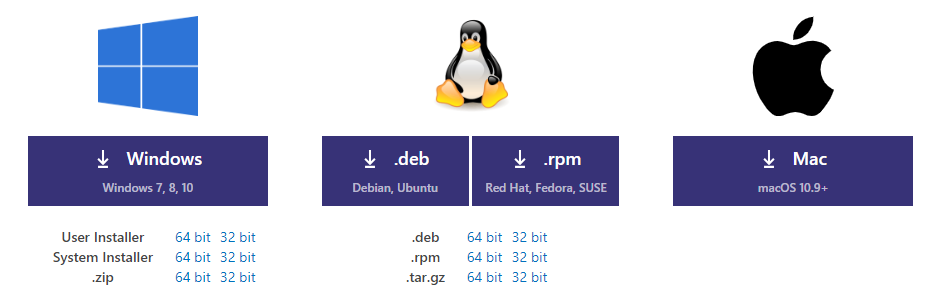 Windows
Windows 7, 8, 10
.deb
Debian, Ubuntu
.rpm
Red Hat, Fedora, SUSE
Mac
macOS 10.9+
User Installer 64 bit 32 bit
System Installer 64 bit 32 bit
.zip 64 bit 32 bit
.deb 64 bit 32 bit
.rpm 64 bit 32 bit
.tar.gz 64 bit 32 bit